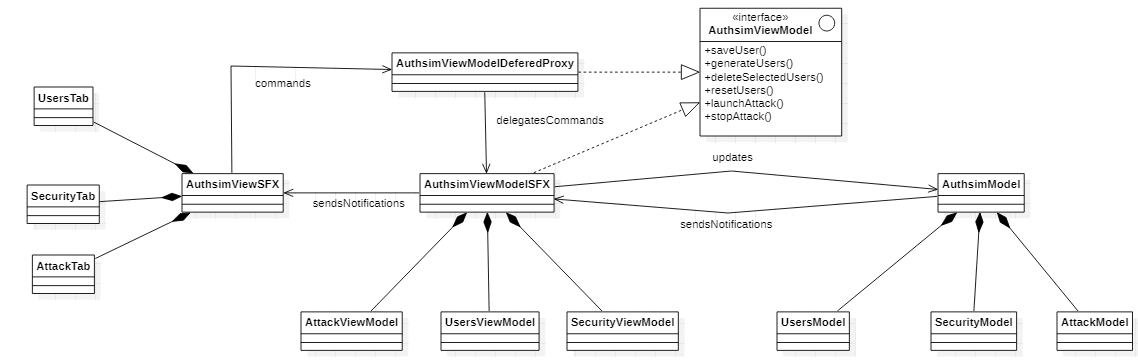 «interface»
AuthsimViewModel
+saveUser()
+generateUsers()
+deleteSelectedUsers()
+resetUsers()
+launchAttack()
+stopAttack()
AuthsimViewModelDeferedProxy
commands
delegatesCommands
UsersTab
SecurityTab
AttackTab
AuthsimViewSFX
sendsNotifications
AuthsimViewModelSFX
updates
sendsNotifications
AuthsimModel
AttackViewModel
UsersViewModel
SecurityViewModel
UsersModel
SecurityModel
AttackModel